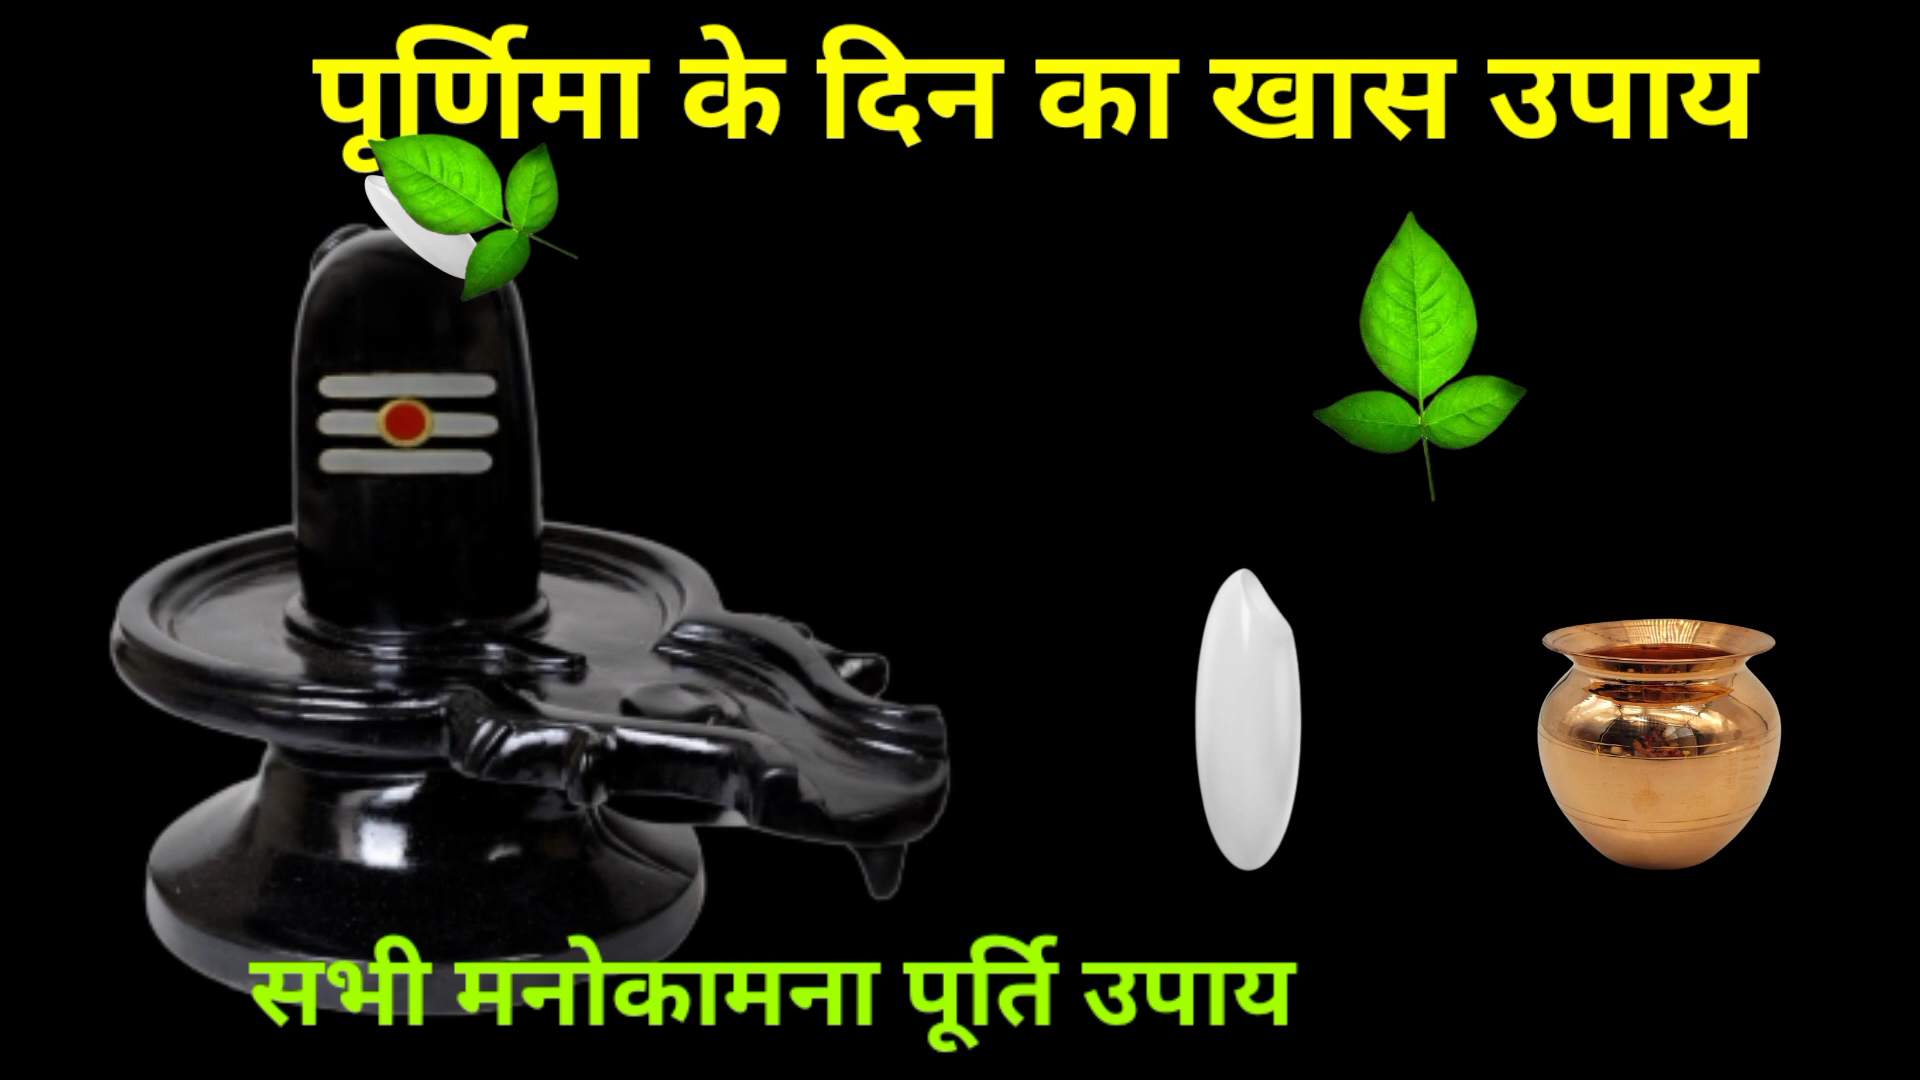 पूर्णिमा के दिन का खास उपाय
सभी मनोकामना पूर्ति उपाय